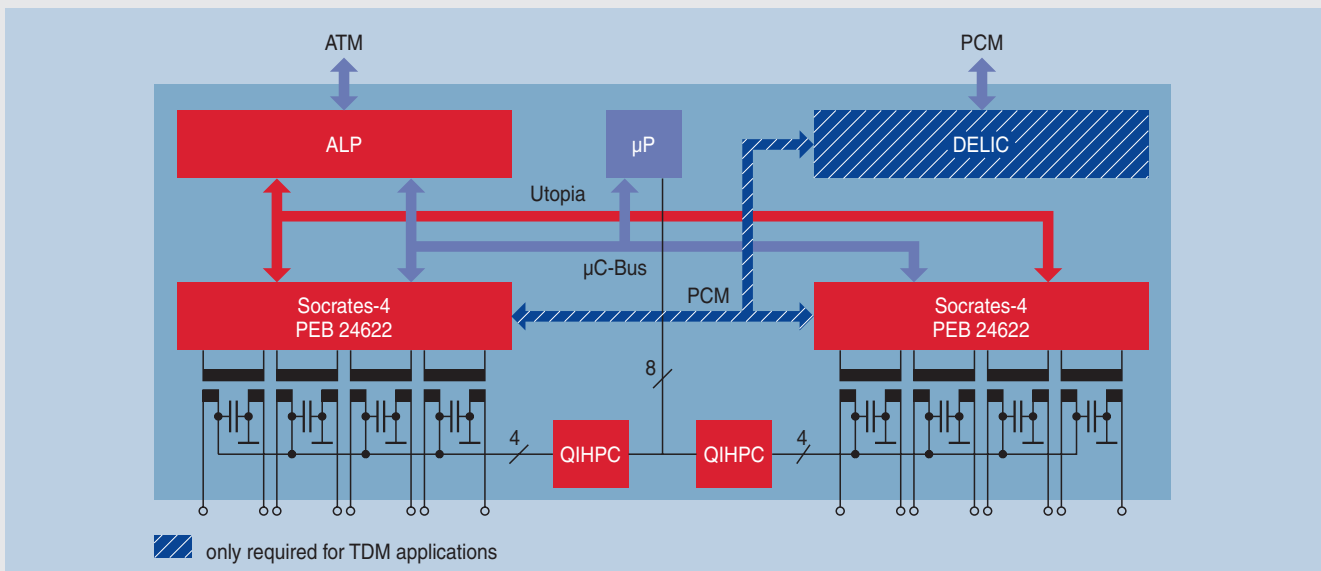 ATM
PCM
ALP
µP
DELIC
Utopia
µC-Bus
PCM
Socrates-4
PEB 24622
Socrates-4
PEB 24622
8
4
QIHPC
QIHPC
4
only required for TDM applications